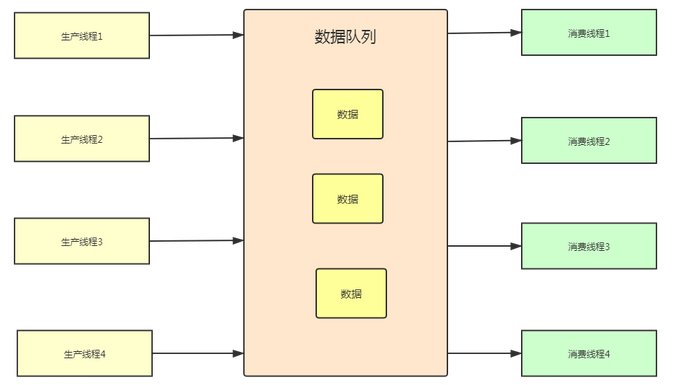 数据队列
生产线程1
数据
消费线程1
生产线程2
消费线程2
数据
生产线程3
消费线程3
数据
生产线程4
消费线程4